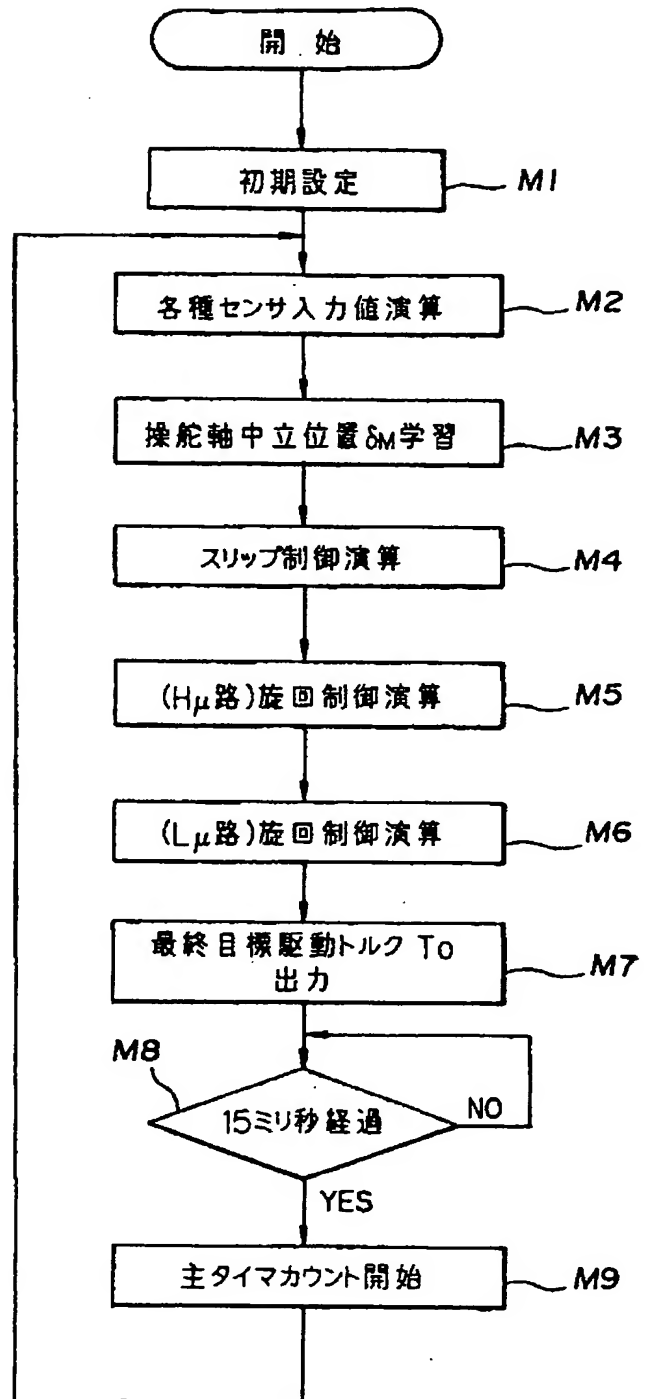 開始
初期設定
M1
各種センサ入力値演算
M2
操舵軸中立位置δM学習
M3
スリップ制御演算
M4
(Hμ路)旋回制御演算
M5
(Lμ路)旋回制御演算
M6
最終目標駆動トルク To
出力
M7
M8
15ミリ秒経過
NO
YES
主タイマカウント開始
M9